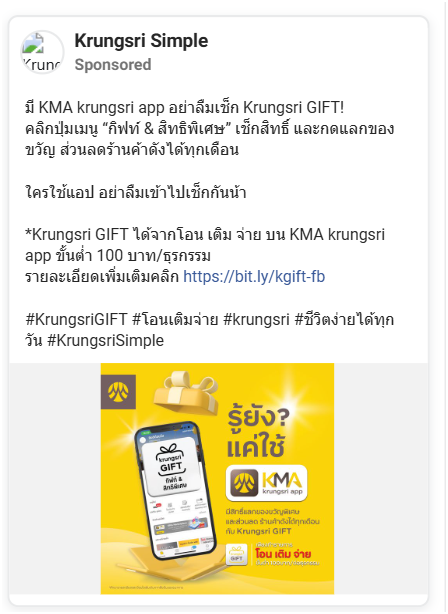 Krungsri Simple
Krung
Sponsored
มี KMA krungsri app อย่าลืมเช็ก Krungsri GIFT!
คลิกปุ่มเมนู “กิฟท์ & สิทธิพิเศษ” เช็กสิทธิ์ และกดแลกของ
ขวัญ ส่วนลดร้านค้าดังได้ทุกเดือน
ใครใช้แอป อย่าลืมเข้าไปเช็กกันน้า
*Krungsri GIFT ได้จากโอน เติม จ่าย บน KMA krungsri
app ขั้นต่ำ 100 บาท/ธุรกรรม
รายละเอียดเพิ่มเติมคลิก https://bit.ly/kgift-fb
#KrungsriGIFT #โอนเติมจ่าย #krungsri #ชีวิตง่ายได้ทุก
วัน #KrungsriSimple
รู้ยัง?
แค่ใช้
KMA
krungsri app
krungsri
GIFT
กิฟท์ &
สิทธิพิเศษ
มีสิทธิ์แลกของขวัญพิเศษ
และส่วนลด ร้านค้าดังได้ทุกเดือน
กับ Krungsri GIFT
โอน เติม จ่าย